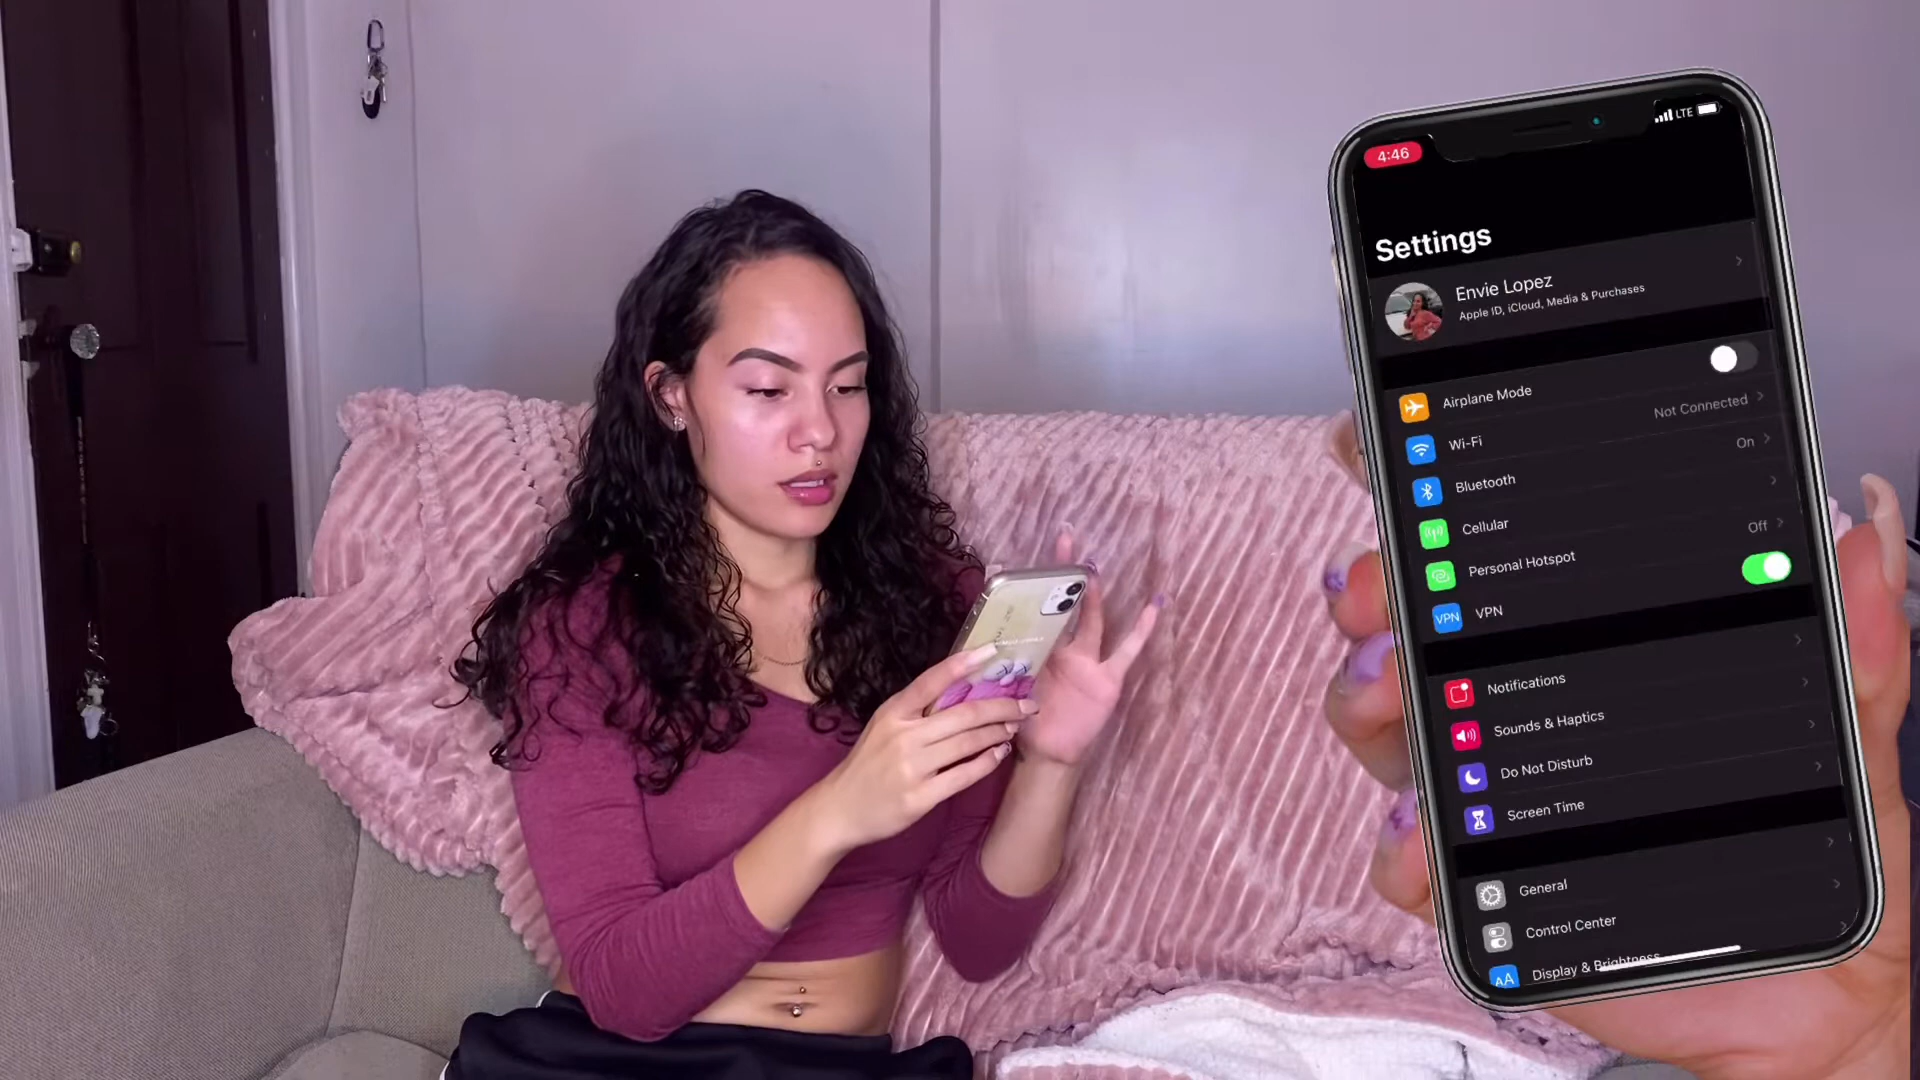 4:46
LTE
Settings
Envie Lopez
Apple ID, iCloud, Media & Purchases
Airplane Mode
Wi-Fi
Not Connected
Bluetooth
On
Cellular
Personal Hotspot
Off
VPN
VPN
Notifications
Sounds & Haptics
Do Not Disturb
Screen Time
General
Control Center
AA
Display & Brightness